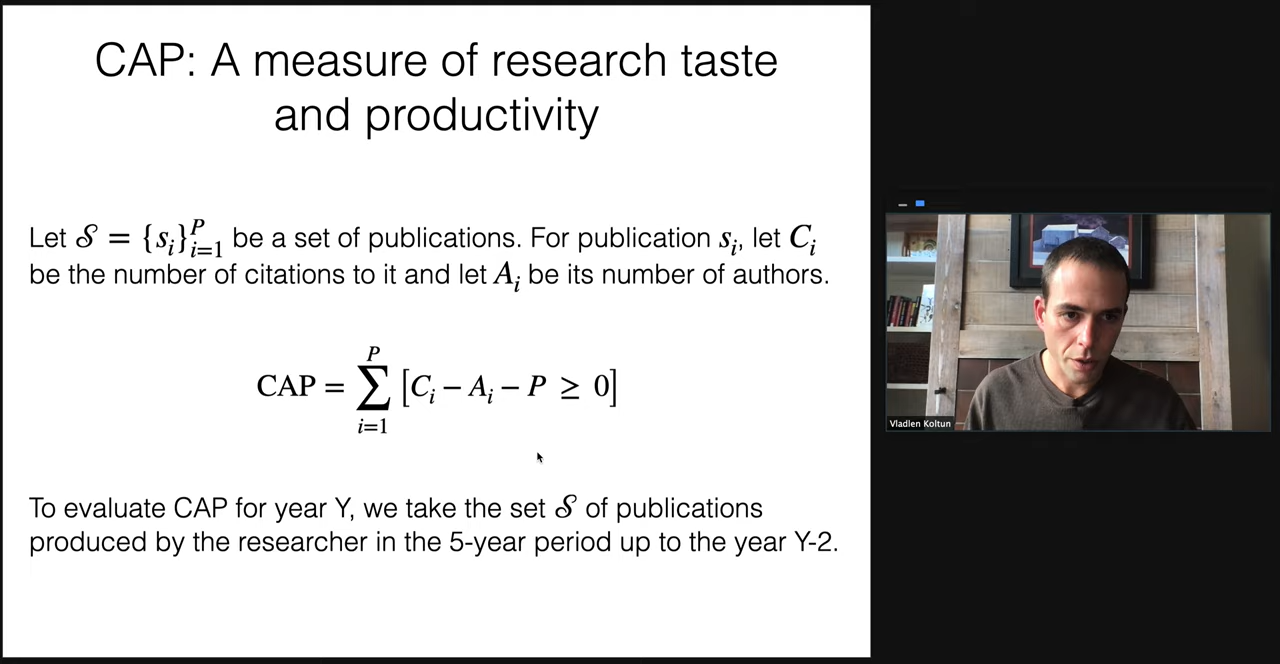 CAP: A measure of research taste
and productivity
Let 𝒮 = {sᵢ}ᵢ₌₁ᴾ be a set of publications. For publication sᵢ, let Cᵢ
be the number of citations to it and let Aᵢ be its number of authors.
CAP = ∑ᵢ₌₁ᴾ [Cᵢ − Aᵢ − P ≥ 0]
To evaluate CAP for year Y, we take the set 𝒮 of publications
produced by the researcher in the 5-year period up to the year Y-2.
Vladlen Koltun